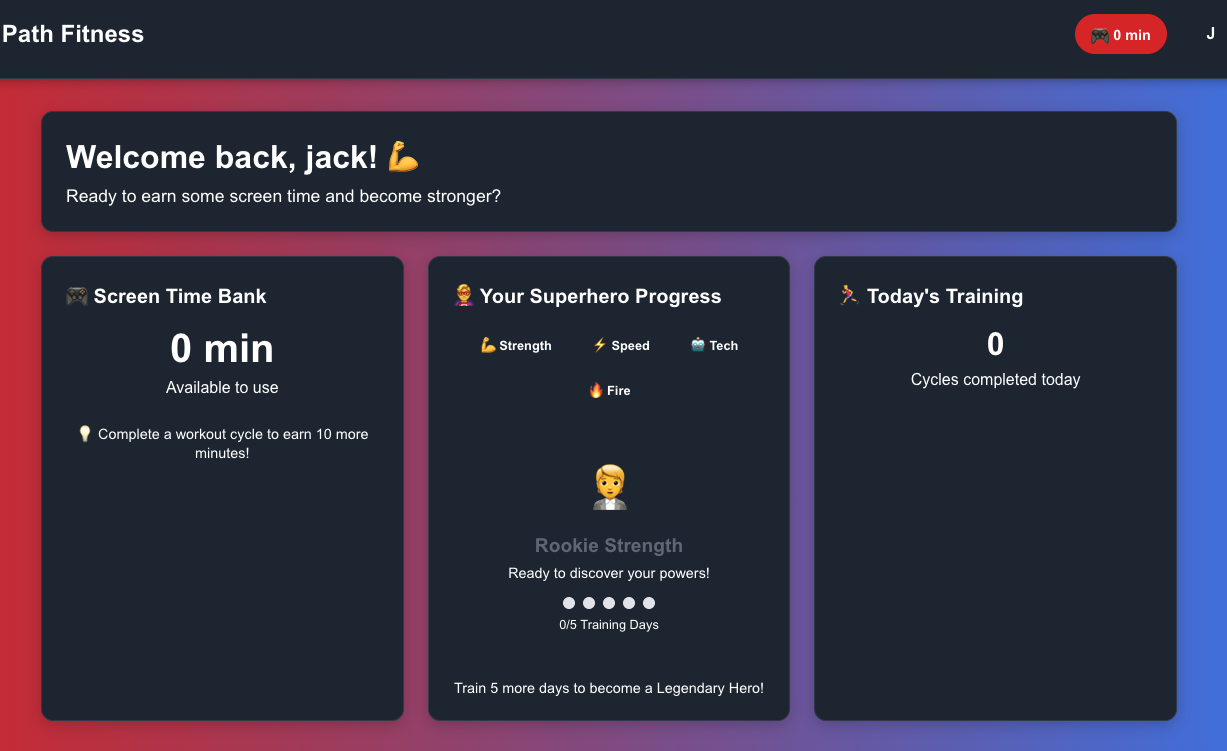 Path Fitness
🎮 0 min
J
Welcome back, jack! 💪
Ready to earn some screen time and become stronger?
🎮 Screen Time Bank
0 min
Available to use
💡 Complete a workout cycle to earn 10 more
minutes!
🦸 Your Superhero Progress
💪 Strength
⚡ Speed
🤖 Tech
🔥 Fire
Rookie Strength
Ready to discover your powers!
0/5 Training Days
Train 5 more days to become a Legendary Hero!
🏃 Today's Training
0
Cycles completed today